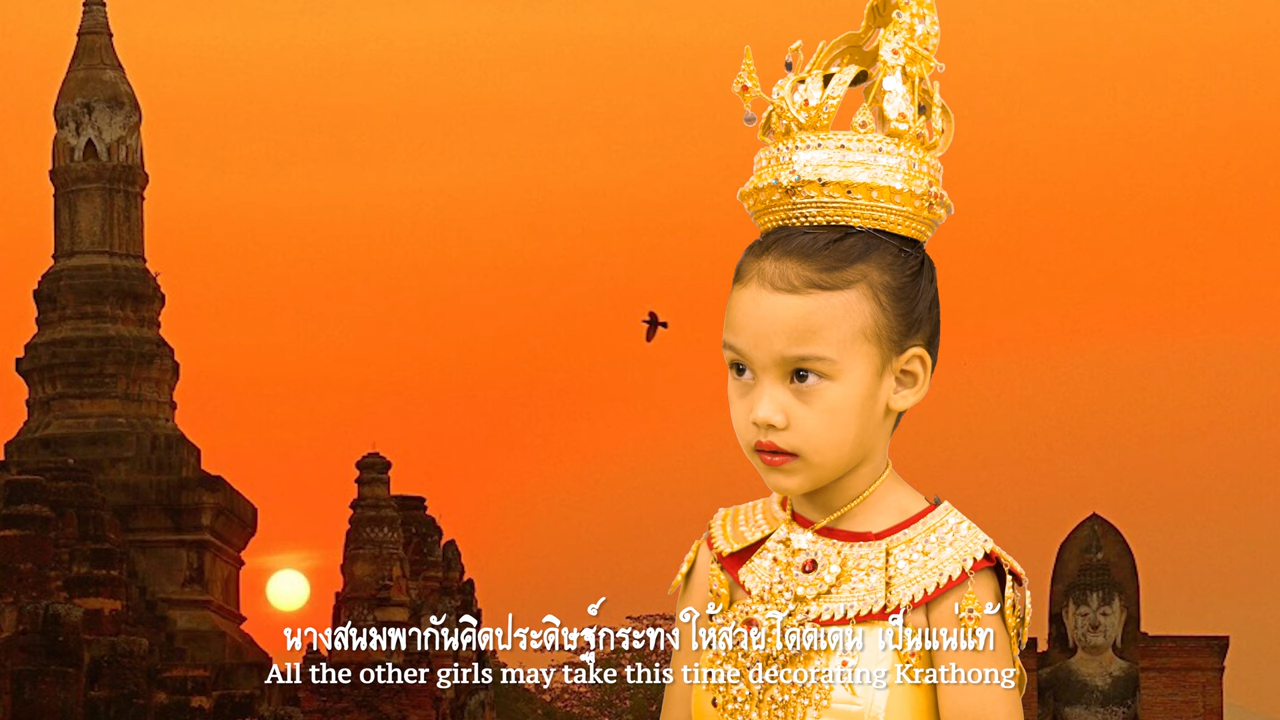 นางสนมพากันคิดประดิษฐ์กระทงให้สวยโดดเด่น เป็นแน่แท้
All the other girls may take this time decorating Krathong